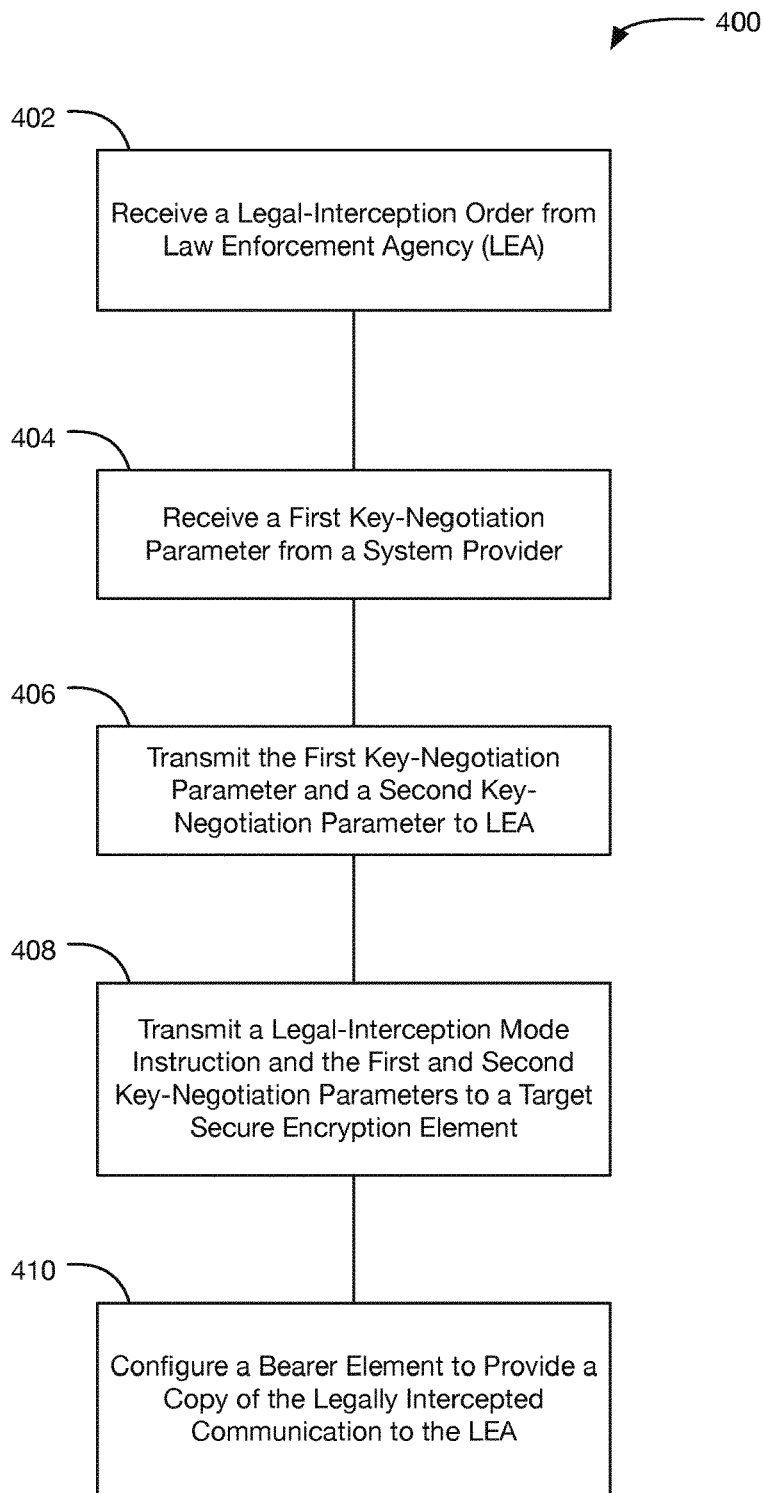 400
402
Receive a Legal-Interception Order from
Law Enforcement Agency (LEA)
404
Receive a First Key-Negotiation
Parameter from a System Provider
406
Transmit the First Key-Negotiation
Parameter and a Second Key-
Negotiation Parameter to LEA
408
Transmit a Legal-Interception Mode
Instruction and the First and Second
Key-Negotiation Parameters to a Target
Secure Encryption Element
410
Configure a Bearer Element to Provide a
Copy of the Legally Intercepted
Communication to the LEA